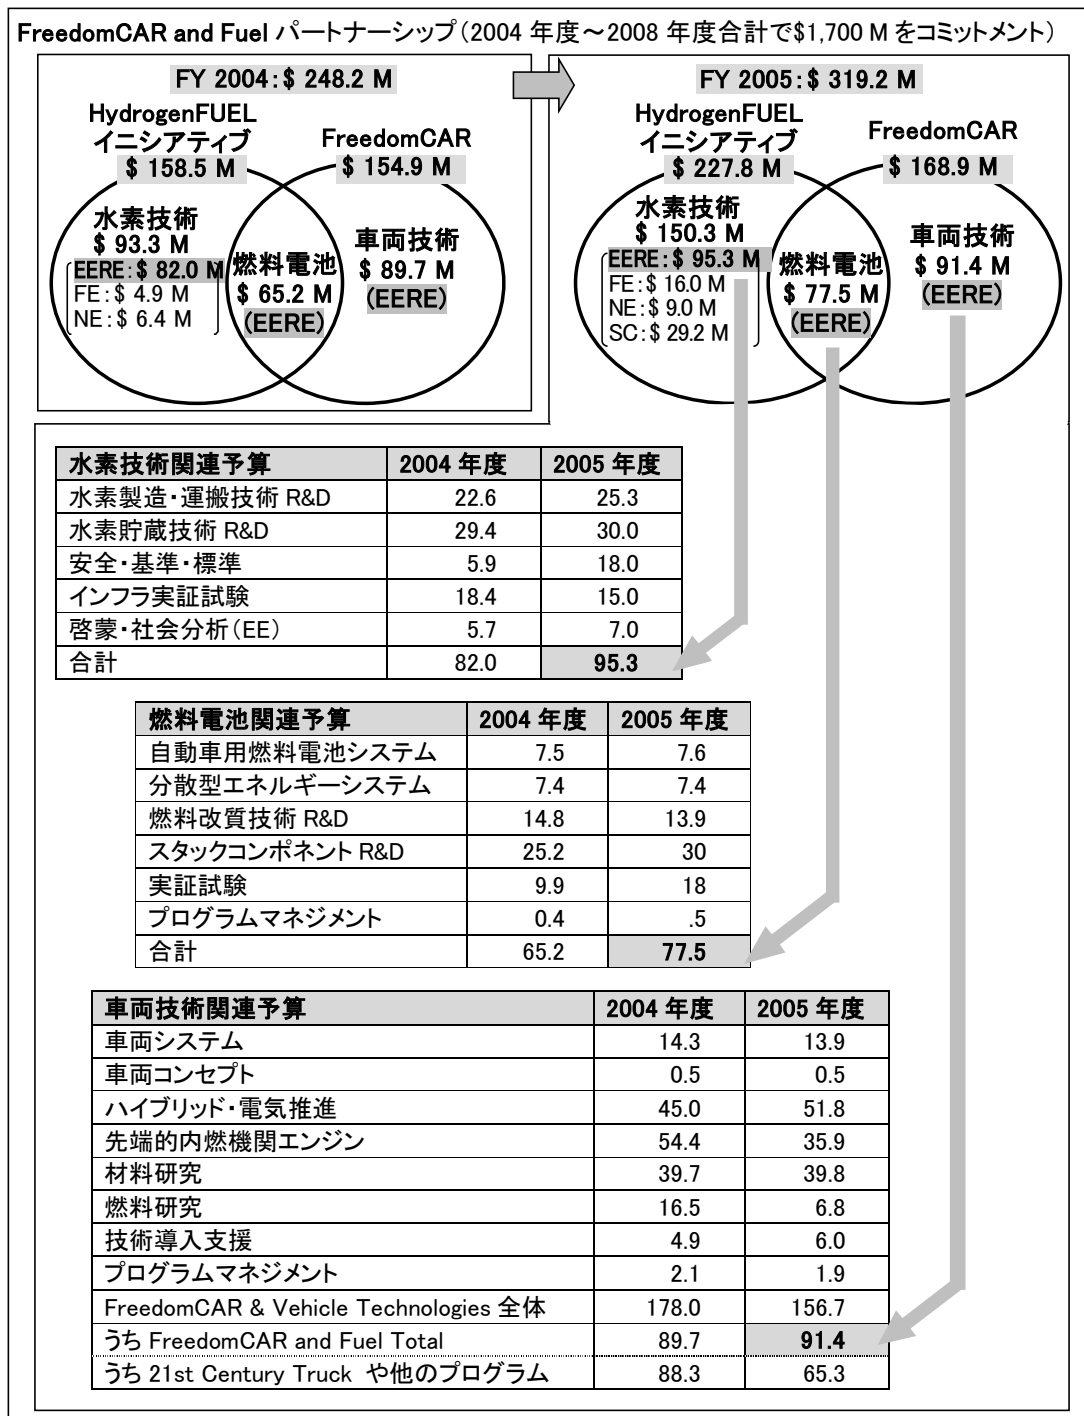 FreedomCAR and Fuel パートナーシップ（2004 年度～2008 年度合計で$1,700 M をコミットメント）
FY 2004：$ 248.2 M
HydrogenFUEL
イニシアティブ
$ 158.5 M
FreedomCAR
$ 154.9 M
水素技術
$ 93.3 M
EERE：$ 82.0 M
FE：$ 4.9 M
NE：$ 6.4 M
燃料電池
$ 65.2 M
(EERE)
車両技術
$ 89.7 M
(EERE)
FY 2005：$ 319.2 M
HydrogenFUEL
イニシアティブ
$ 227.8 M
FreedomCAR
$ 168.9 M
水素技術
$ 150.3 M
EERE：$ 95.3 M
FE：$ 16.0 M
NE：$ 9.0 M
SC：$ 29.2 M
燃料電池
$ 77.5 M
(EERE)
車両技術
$ 91.4 M
(EERE)
水素技術関連予算 2004 年度 2005 年度
水素製造・運搬技術 R&D 22.6 25.3
水素貯蔵技術 R&D 29.4 30.0
安全・基準・標準 5.9 18.0
インフラ実証試験 18.4 15.0
啓蒙・社会分析（EE） 5.7 7.0
合計 82.0 95.3
燃料電池関連予算 2004 年度 2005 年度
自動車用燃料電池システム 7.5 7.6
分散型エネルギーシステム 7.4 7.4
燃料改質技術 R&D 14.8 13.9
スタックコンポネント R&D 25.2 30
実証試験 9.9 18
プログラムマネジメント 0.4 .5
合計 65.2 77.5
車両技術関連予算 2004 年度 2005 年度
車両システム 14.3 13.9
車両コンセプト 0.5 0.5
ハイブリッド・電気推進 45.0 51.8
先端的内燃機関エンジン 54.4 35.9
材料研究 39.7 39.8
燃料研究 16.5 6.8
技術導入支援 4.9 6.0
プログラムマネジメント 2.1 1.9
FreedomCAR & Vehicle Technologies 全体 178.0 156.7
うち FreedomCAR and Fuel Total 89.7 91.4
うち 21st Century Truck や他のプログラム 88.3 65.3